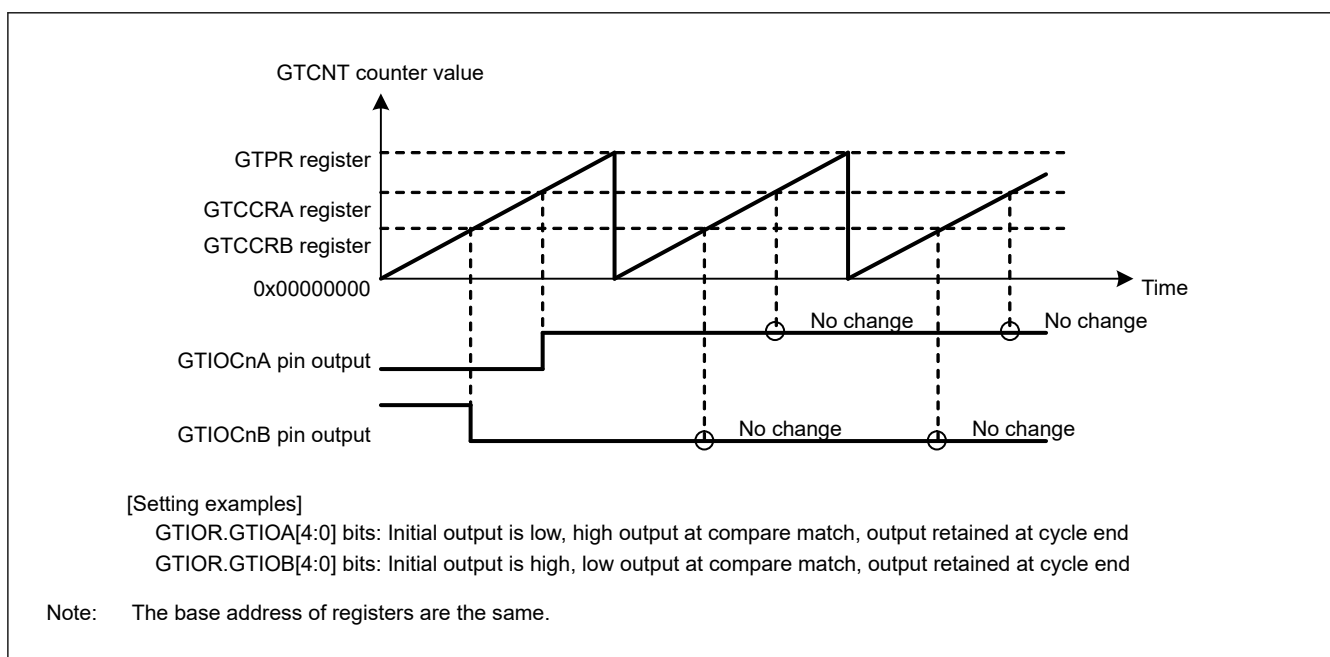 GTCNT counter value
GTPR register
GTCCRA register
GTCCRB register
0x00000000
Time
No change
No change
GTIOCnA pin output
GTIOCnB pin output
No change
No change
[Setting examples]
GTIOR.GTIOA[4:0] bits: Initial output is low, high output at compare match, output retained at cycle end
GTIOR.GTIOB[4:0] bits: Initial output is high, low output at compare match, output retained at cycle end
Note: The base address of registers are the same.